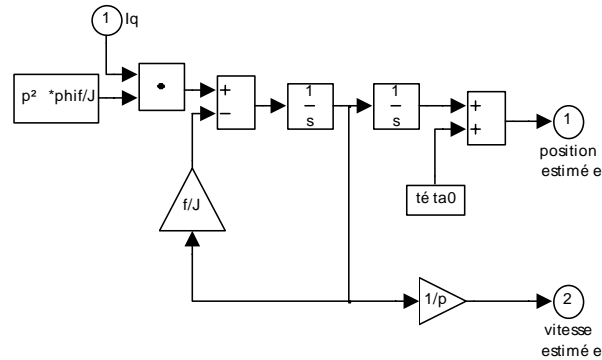 1
Iq
p² *phif/J
+
−
1
s
1
s
+
+
1
position
estimé e
f/J
té ta0
1/p
2
vitesse
estimé e